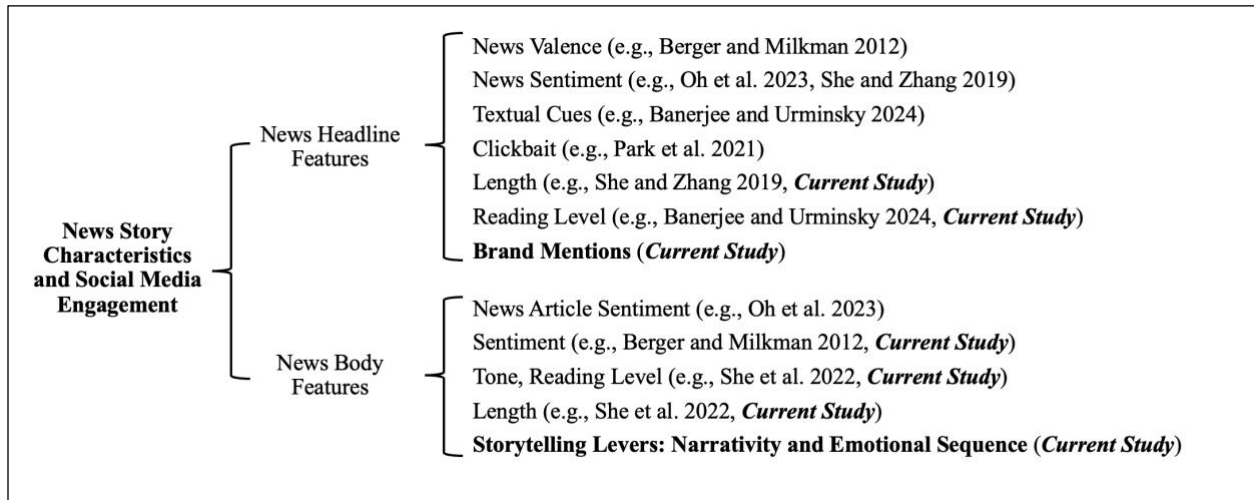 News Story
Characteristics
and Social Media
Engagement
News Headline
Features
News Valence (e.g., Berger and Milkman 2012)
News Sentiment (e.g., Oh et al. 2023, She and Zhang 2019)
Textual Cues (e.g., Banerjee and Urminsky 2024)
Clickbait (e.g., Park et al. 2021)
Length (e.g., She and Zhang 2019, Current Study)
Reading Level (e.g., Banerjee and Urminsky 2024, Current Study)
Brand Mentions (Current Study)
News Body
Features
News Article Sentiment (e.g., Oh et al. 2023)
Sentiment (e.g., Berger and Milkman 2012, Current Study)
Tone, Reading Level (e.g., She et al. 2022, Current Study)
Length (e.g., She et al. 2022, Current Study)
Storytelling Levers: Narrativity and Emotional Sequence (Current Study)